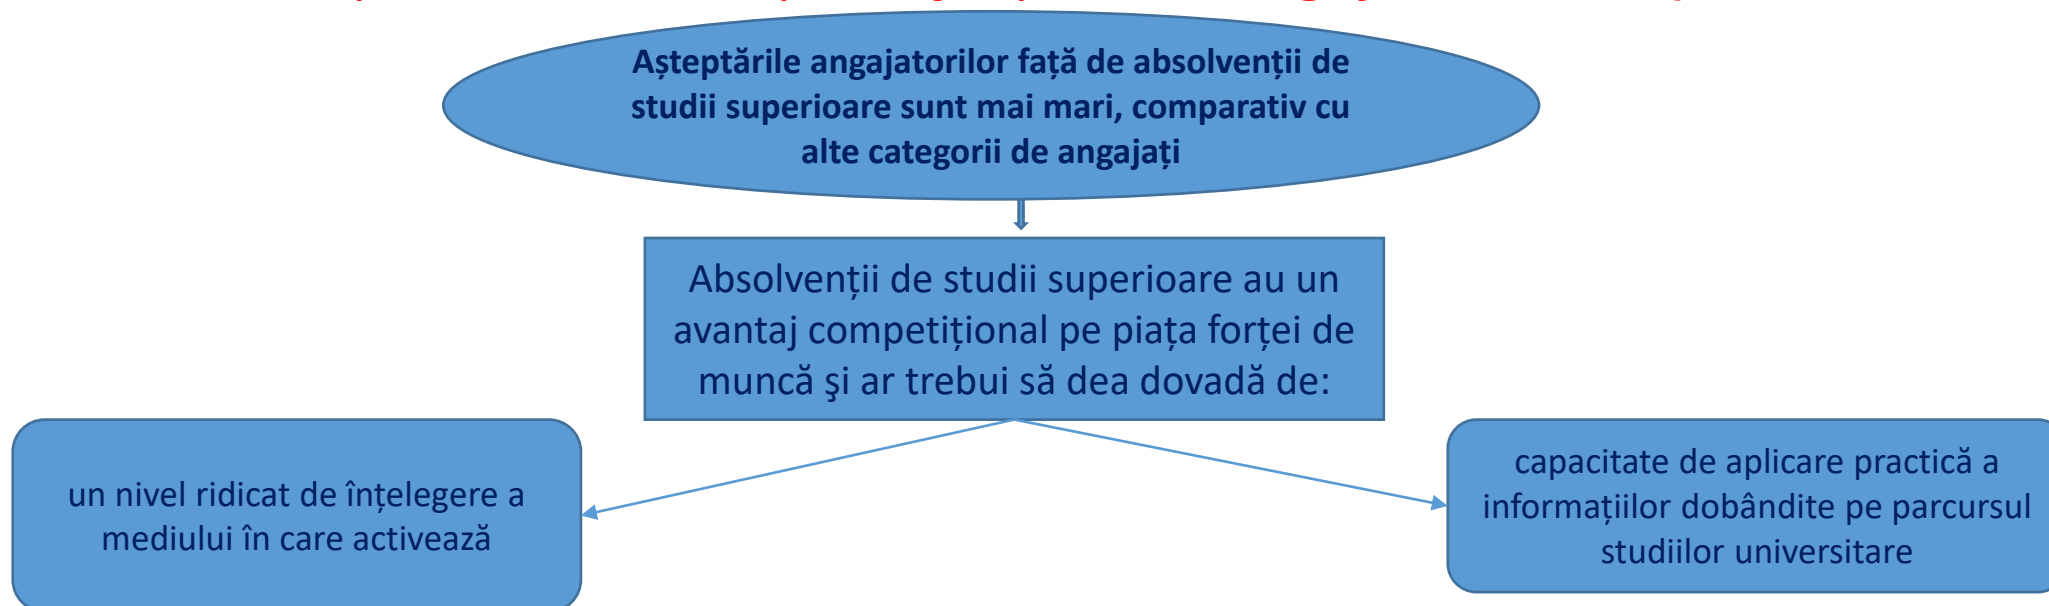 Așteptările angajatorilor față de absolvenții de
studii superioare sunt mai mari, comparativ cu
alte categorii de angajați
Absolvenții de studii superioare au un
avantaj competițional pe piața forței de
muncă şi ar trebui să dea dovadă de:
un nivel ridicat de înțelegere a
mediului în care activează
capacitate de aplicare practică a
informațiilor dobândite pe parcursul
studiilor universitare